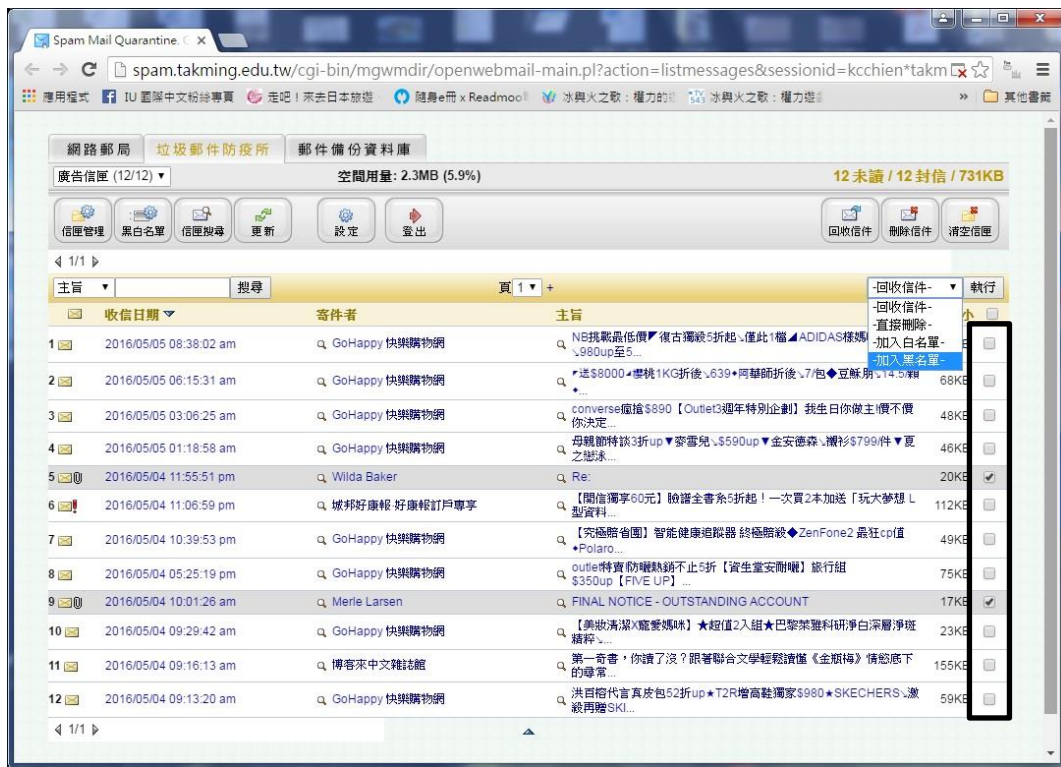 Spam Mail Quarantine.
spam.takming.edu.tw/cgi-bin/mgwmdir/openwebmail-main.pl?action=listmessages&sessionid=kcchien*takm
應用程式 IU 國際中文粉絲專頁 走吧！來去日本旅遊 隨身e冊 x Readmoo 冰與火之歌：權力的 冰與火之歌：權力遊 » 其他書籤
網路郵局 垃圾郵件防疫所 郵件備份資料庫
廣告信匣 (12/12) 空間用量: 2.3MB (5.9%) 12 未讀 / 12 封信 / 731KB
信匣管理 黑白名單 信匣搜尋 更新 設定 登出 回收信件 刪除信件 清空信匣
1/1
主旨 搜尋 頁 1 + -回收信件- 執行
-回收信件-
-直接刪除-
-加入白名單-
-加入黑名單-
收信日期 寄件者 主旨 小
1 2016/05/05 08:38:02 am GoHappy 快樂購物網 NB挑戰最低價◤復古獨殺5折起↘僅此1檔◢ADIDAS樣媽
↘980up至5...
2 2016/05/05 06:15:31 am GoHappy 快樂購物網 ◤送$8000◢櫻桃1KG折後↘639◆阿華師折後↘7/包◆豆穌朋↘14.5/顆
◆... 68KB
3 2016/05/05 03:06:25 am GoHappy 快樂購物網 converse瘋搶$890【Outlet3週年特別企劃】我生日你做主!價不價
你決定... 48KB
4 2016/05/05 01:18:58 am GoHappy 快樂購物網 母親節特談3折up▼麥雪兒↘$590up▼金安德森↘襯衫$799/件▼夏
之戀泳... 46KB
5 2016/05/04 11:55:51 pm Wilda Baker Re: 20KB
6 2016/05/04 11:06:59 pm 城邦好康報-好康報訂戶專享 【開信獨享60元】臉譜全書系5折起！一次買2本加送「玩大夢想 L
型資料... 112KB
7 2016/05/04 10:39:53 pm GoHappy 快樂購物網 【究極賠省團】智能健康追蹤器 終極賠殺◆ZenFone2 最狂cp值
◆Polaro... 49KB
8 2016/05/04 05:25:19 pm GoHappy 快樂購物網 outlet特賣!防曬熱銷不止5折【資生堂安耐曬】旅行組
$350up【FIVE UP】... 75KB
9 2016/05/04 10:01:26 am Merle Larsen FINAL NOTICE - OUTSTANDING ACCOUNT 17KB
10 2016/05/04 09:29:42 am GoHappy 快樂購物網 【美妝清潔X寵愛媽咪】★超值2入組★巴黎萊雅科研淨白深層淨斑
精粹↘... 23KB
11 2016/05/04 09:16:13 am 博客來中文雜誌館 第一奇書，你讀了沒？跟著聯合文學輕鬆讀懂《金瓶梅》情慾底下
的尋常... 155KB
12 2016/05/04 09:13:20 am GoHappy 快樂購物網 洪百榕代言真皮包52折up★T2R增高鞋獨家$980★SKECHERS↘激
殺再贈SKI... 59KB
1/1